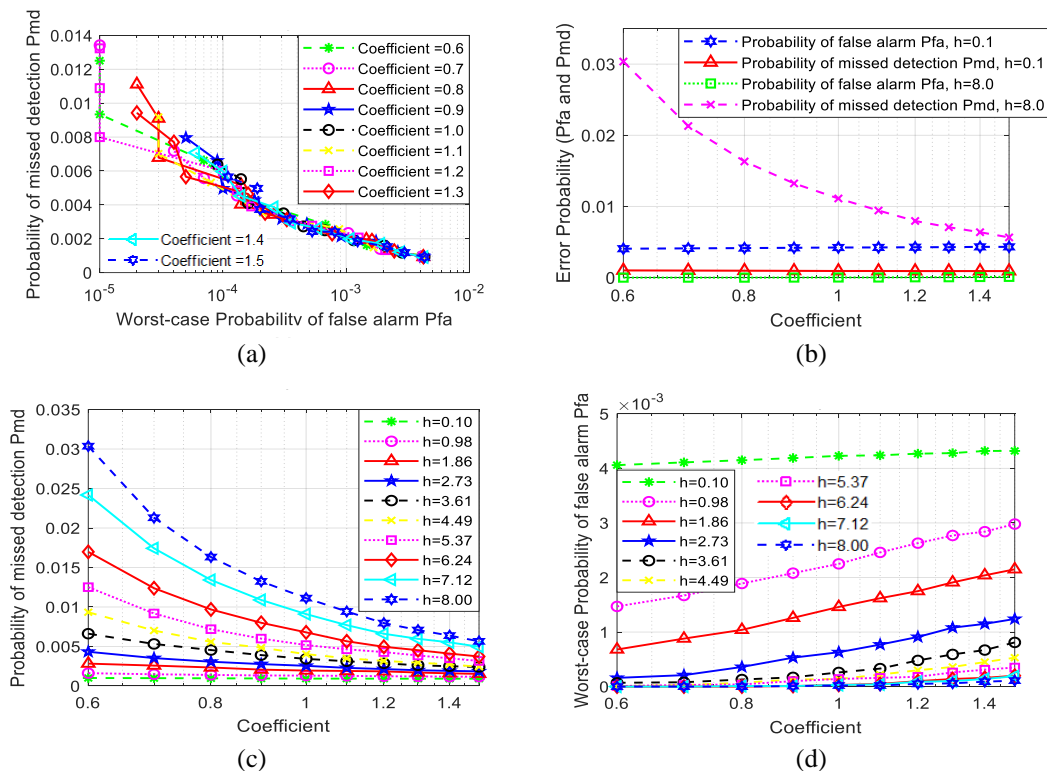 (a)
Probability of missed detection Pmd
0.014
0.012
0.010
0.008
0.006
0.004
0.002
0
10-5
10-4
10-3
10-2
Worst-case Probability of false alarm Pfa
Coefficient =0.6
Coefficient =0.7
Coefficient =0.8
Coefficient =0.9
Coefficient =1.0
Coefficient =1.1
Coefficient =1.2
Coefficient =1.3
Coefficient =1.4
Coefficient =1.5
(b)
Error Probability (Pfa and Pmd)
0.03
0.02
0.01
0
0.6
0.8
1
1.2
1.4
Coefficient
Probability of false alarm Pfa, h=0.1
Probability of missed detection Pmd, h=0.1
Probability of false alarm Pfa, h=8.0
Probability of missed detection Pmd, h=8.0
(c)
Probability of missed detection Pmd
0.035
0.03
0.025
0.02
0.015
0.01
0.005
0
0.6
0.8
1
1.2
1.4
Coefficient
h=0.10
h=0.98
h=1.86
h=2.73
h=3.61
h=4.49
h=5.37
h=6.24
h=7.12
h=8.00
(d)
Worst-case Probability of false alarm Pfa
×10-3
5
4
3
2
1
0
0.6
0.8
1
1.2
1.4
Coefficient
h=0.10
h=0.98
h=1.86
h=2.73
h=3.61
h=4.49
h=5.37
h=6.24
h=7.12
h=8.00